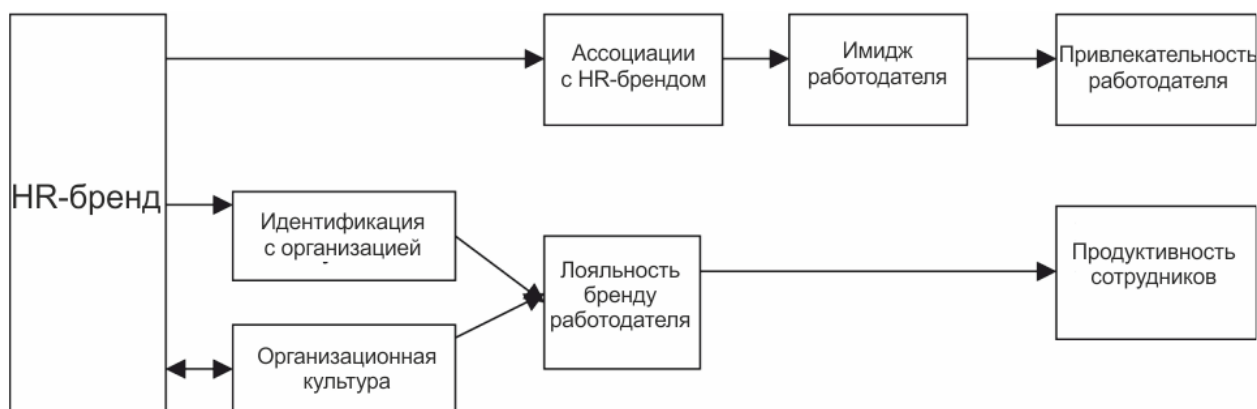 Ассоциации
с HR-брендом
Имидж
работодателя
Привлекательность
работодателя
HR-бренд
Идентификация
с организацией
Лояльность
бренду
работодателя
Продуктивность
сотрудников
Организационная
культура